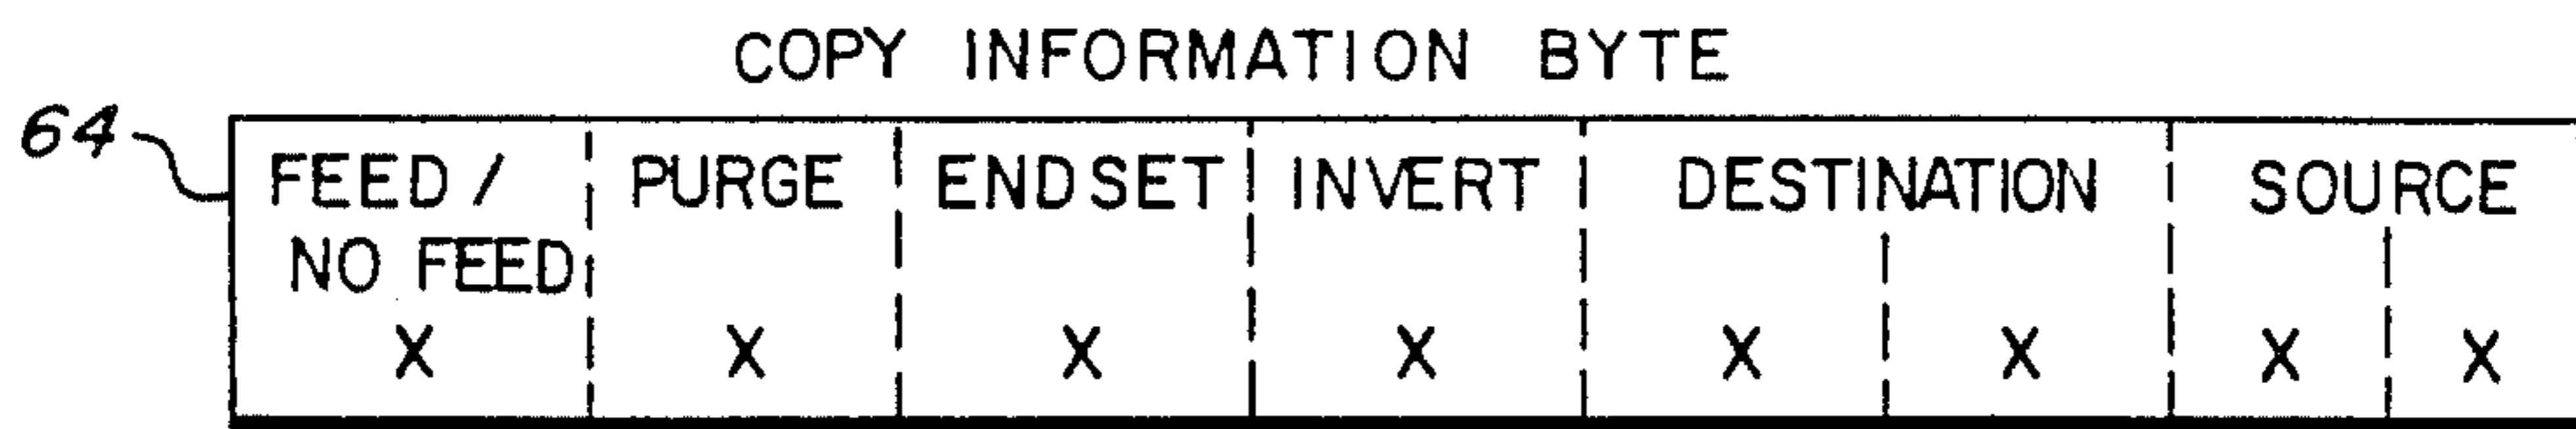 COPY INFORMATION BYTE
64
FEED / PURGE ENDSET INVERT DESTINATION SOURCE
NO FEED
X X X X X X X X